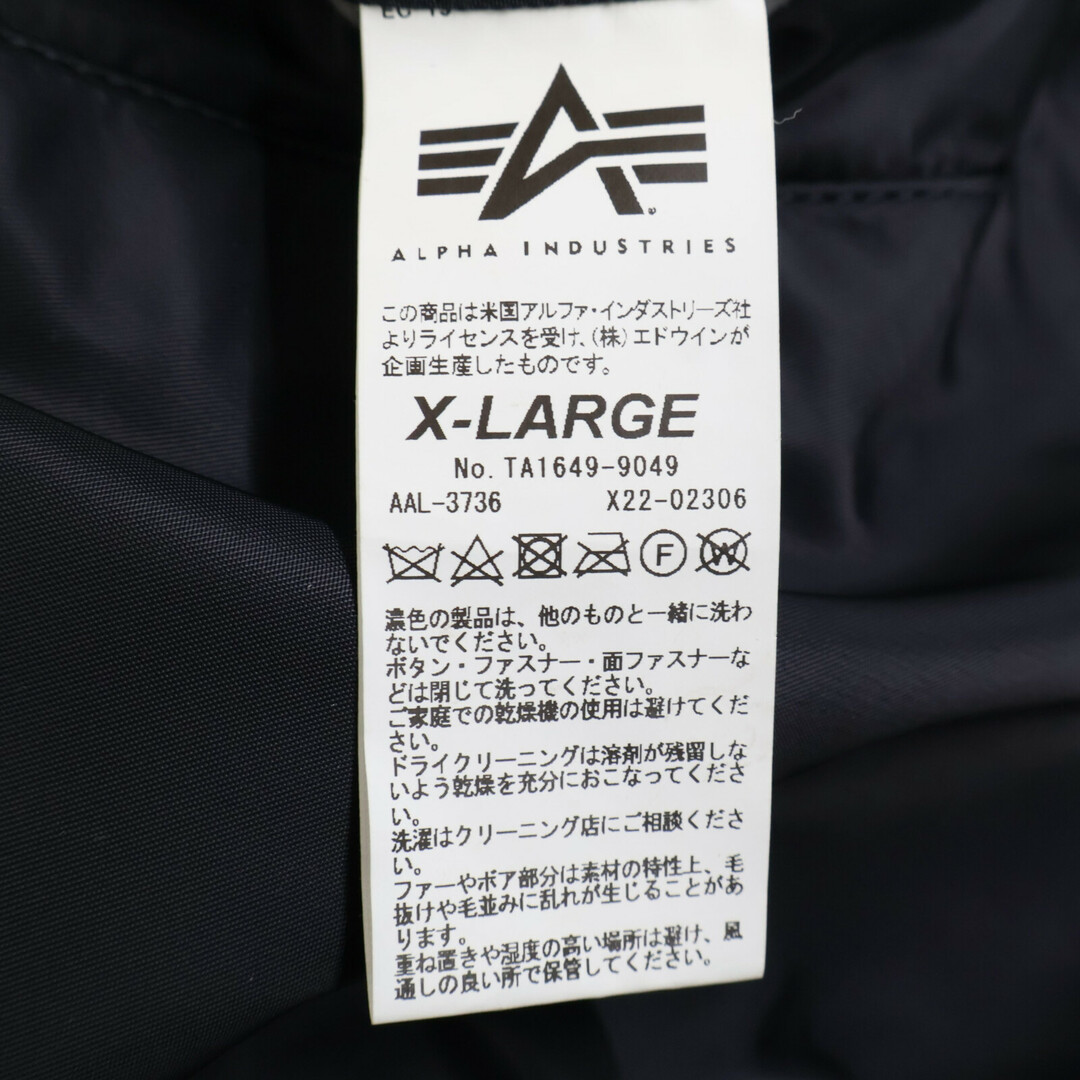 ALPHA INDUSTRIES
この商品は米国アルファ・インダストリーズ社
よりライセンスを受け、(株)エドウインが
企画生産したものです。
X-LARGE
No. TA1649-9049
AAL-3736 X22-02306
F W
濃色の製品は、他のものと一緒に洗わ
ないでください。
ボタン・ファスナー・面ファスナーな
どは閉じて洗ってください。
ご家庭での乾燥機の使用は避けてくだ
さい。
ドライクリーニングは溶剤が残留しな
いよう乾燥を充分におこなってくださ
い。
洗濯はクリーニング店にご相談くださ
い。
ファーやボア部分は素材の特性上、毛
抜けや毛並みに乱れが生じることがあ
ります。
重ね置きや湿度の高い場所は避け、風
通しの良い所で保管してください。